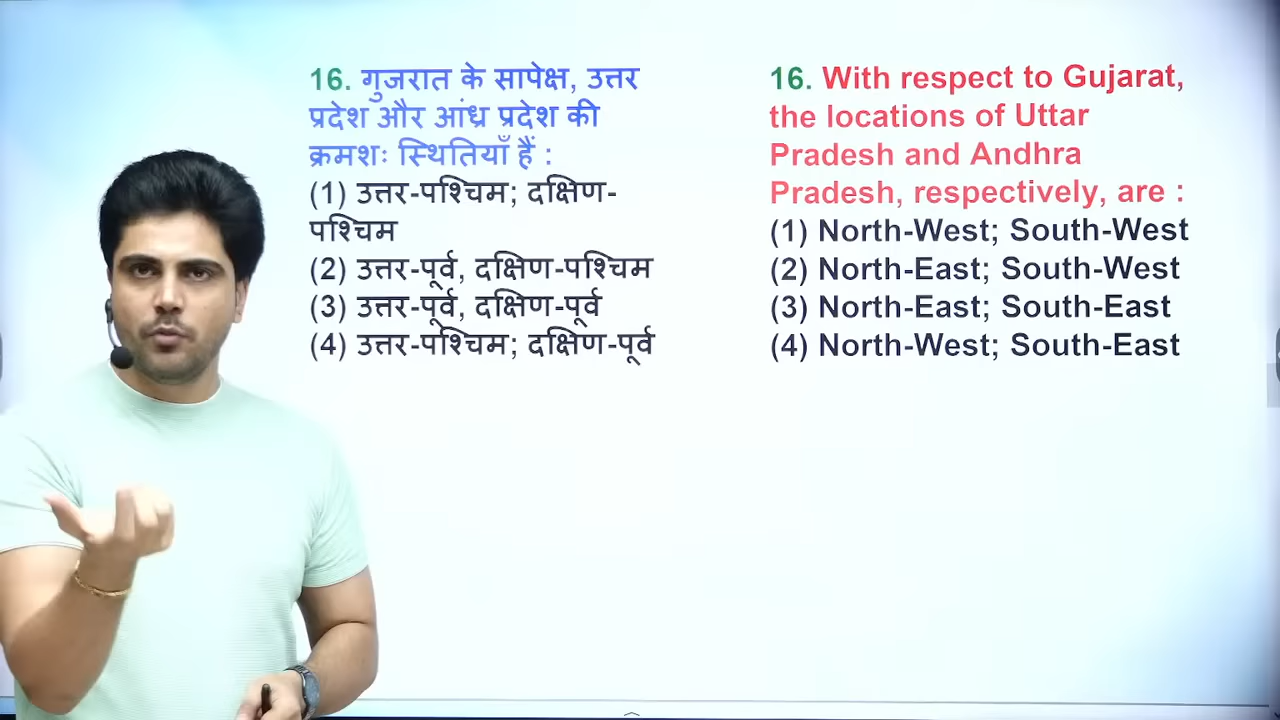 16. गुजरात के सापेक्ष, उत्तर
प्रदेश और आंध्र प्रदेश की
क्रमशः स्थितियाँ हैं :
(1) उत्तर-पश्चिम; दक्षिण-
पश्चिम
(2) उत्तर-पूर्व, दक्षिण-पश्चिम
(3) उत्तर-पूर्व, दक्षिण-पूर्व
(4) उत्तर-पश्चिम; दक्षिण-पूर्व
16. With respect to Gujarat,
the locations of Uttar
Pradesh and Andhra
Pradesh, respectively, are :
(1) North-West; South-West
(2) North-East; South-West
(3) North-East; South-East
(4) North-West; South-East